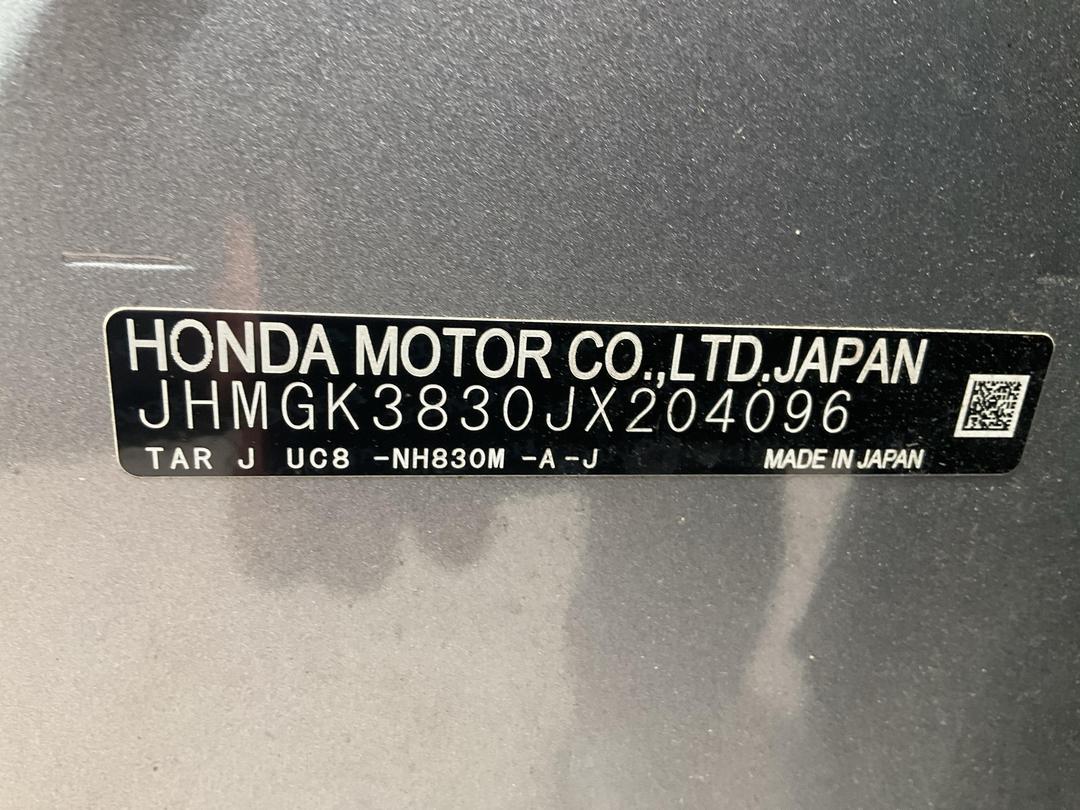 HONDA MOTOR CO.,LTD.JAPAN
JHMGK3830JX204096
TAR J UC8 -NH830M -A -J MADE IN JAPAN